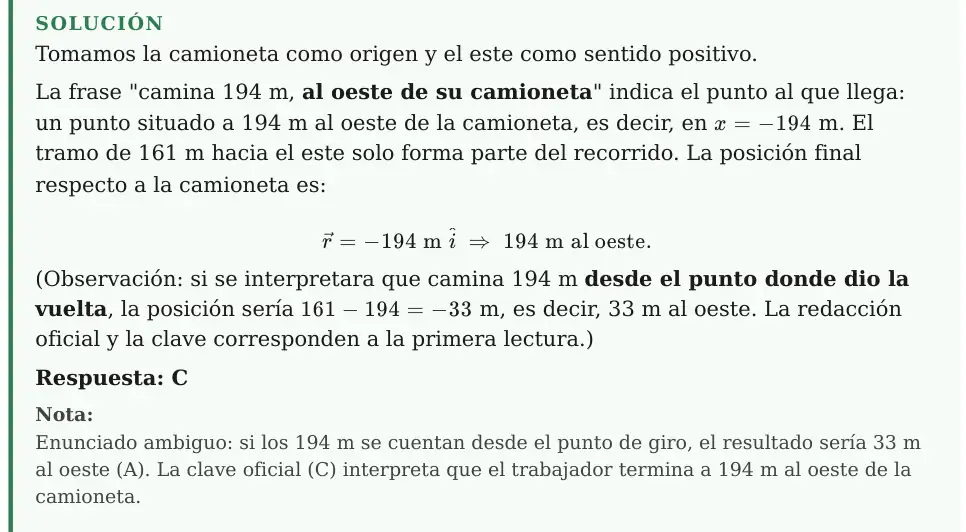 SOLUCIÓN
Tomamos la camioneta como origen y el este como sentido positivo.
La frase "camina 194 m, al oeste de su camioneta" indica el punto al que llega:
un punto situado a 194 m al oeste de la camioneta, es decir, en x = −194 m. El
tramo de 161 m hacia el este solo forma parte del recorrido. La posición final
respecto a la camioneta es:
r⃗ = −194 m î ⇒ 194 m al oeste.
(Observación: si se interpretara que camina 194 m desde el punto donde dio la
vuelta, la posición sería 161 − 194 = −33 m, es decir, 33 m al oeste. La redacción
oficial y la clave corresponden a la primera lectura.)
Respuesta: C
Nota:
Enunciado ambiguo: si los 194 m se cuentan desde el punto de giro, el resultado sería 33 m
al oeste (A). La clave oficial (C) interpreta que el trabajador termina a 194 m al oeste de la
camioneta.